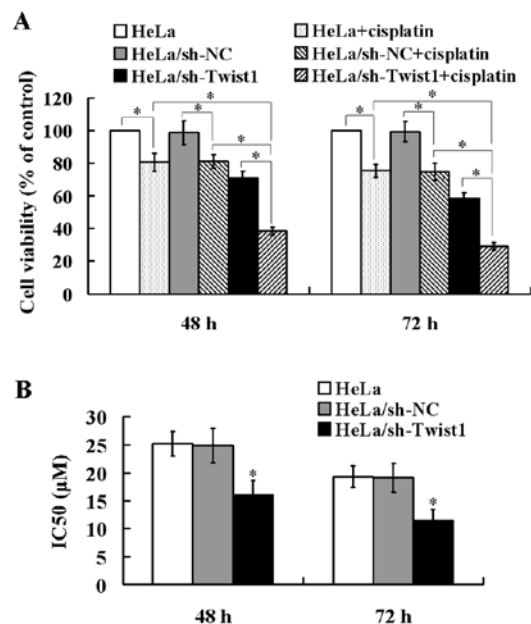 A
HeLa
HeLa+cisplatin
HeLa/sh-NC
HeLa/sh-NC+cisplatin
HeLa/sh-Twist1
HeLa/sh-Twist1+cisplatin
Cell viability (% of control)
120
100
80
60
40
20
0
* * * * *
* * * * *
48 h
72 h
B
HeLa
HeLa/sh-NC
HeLa/sh-Twist1
IC50 (μM)
30
25
20
15
10
5
0
*
*
48 h
72 h